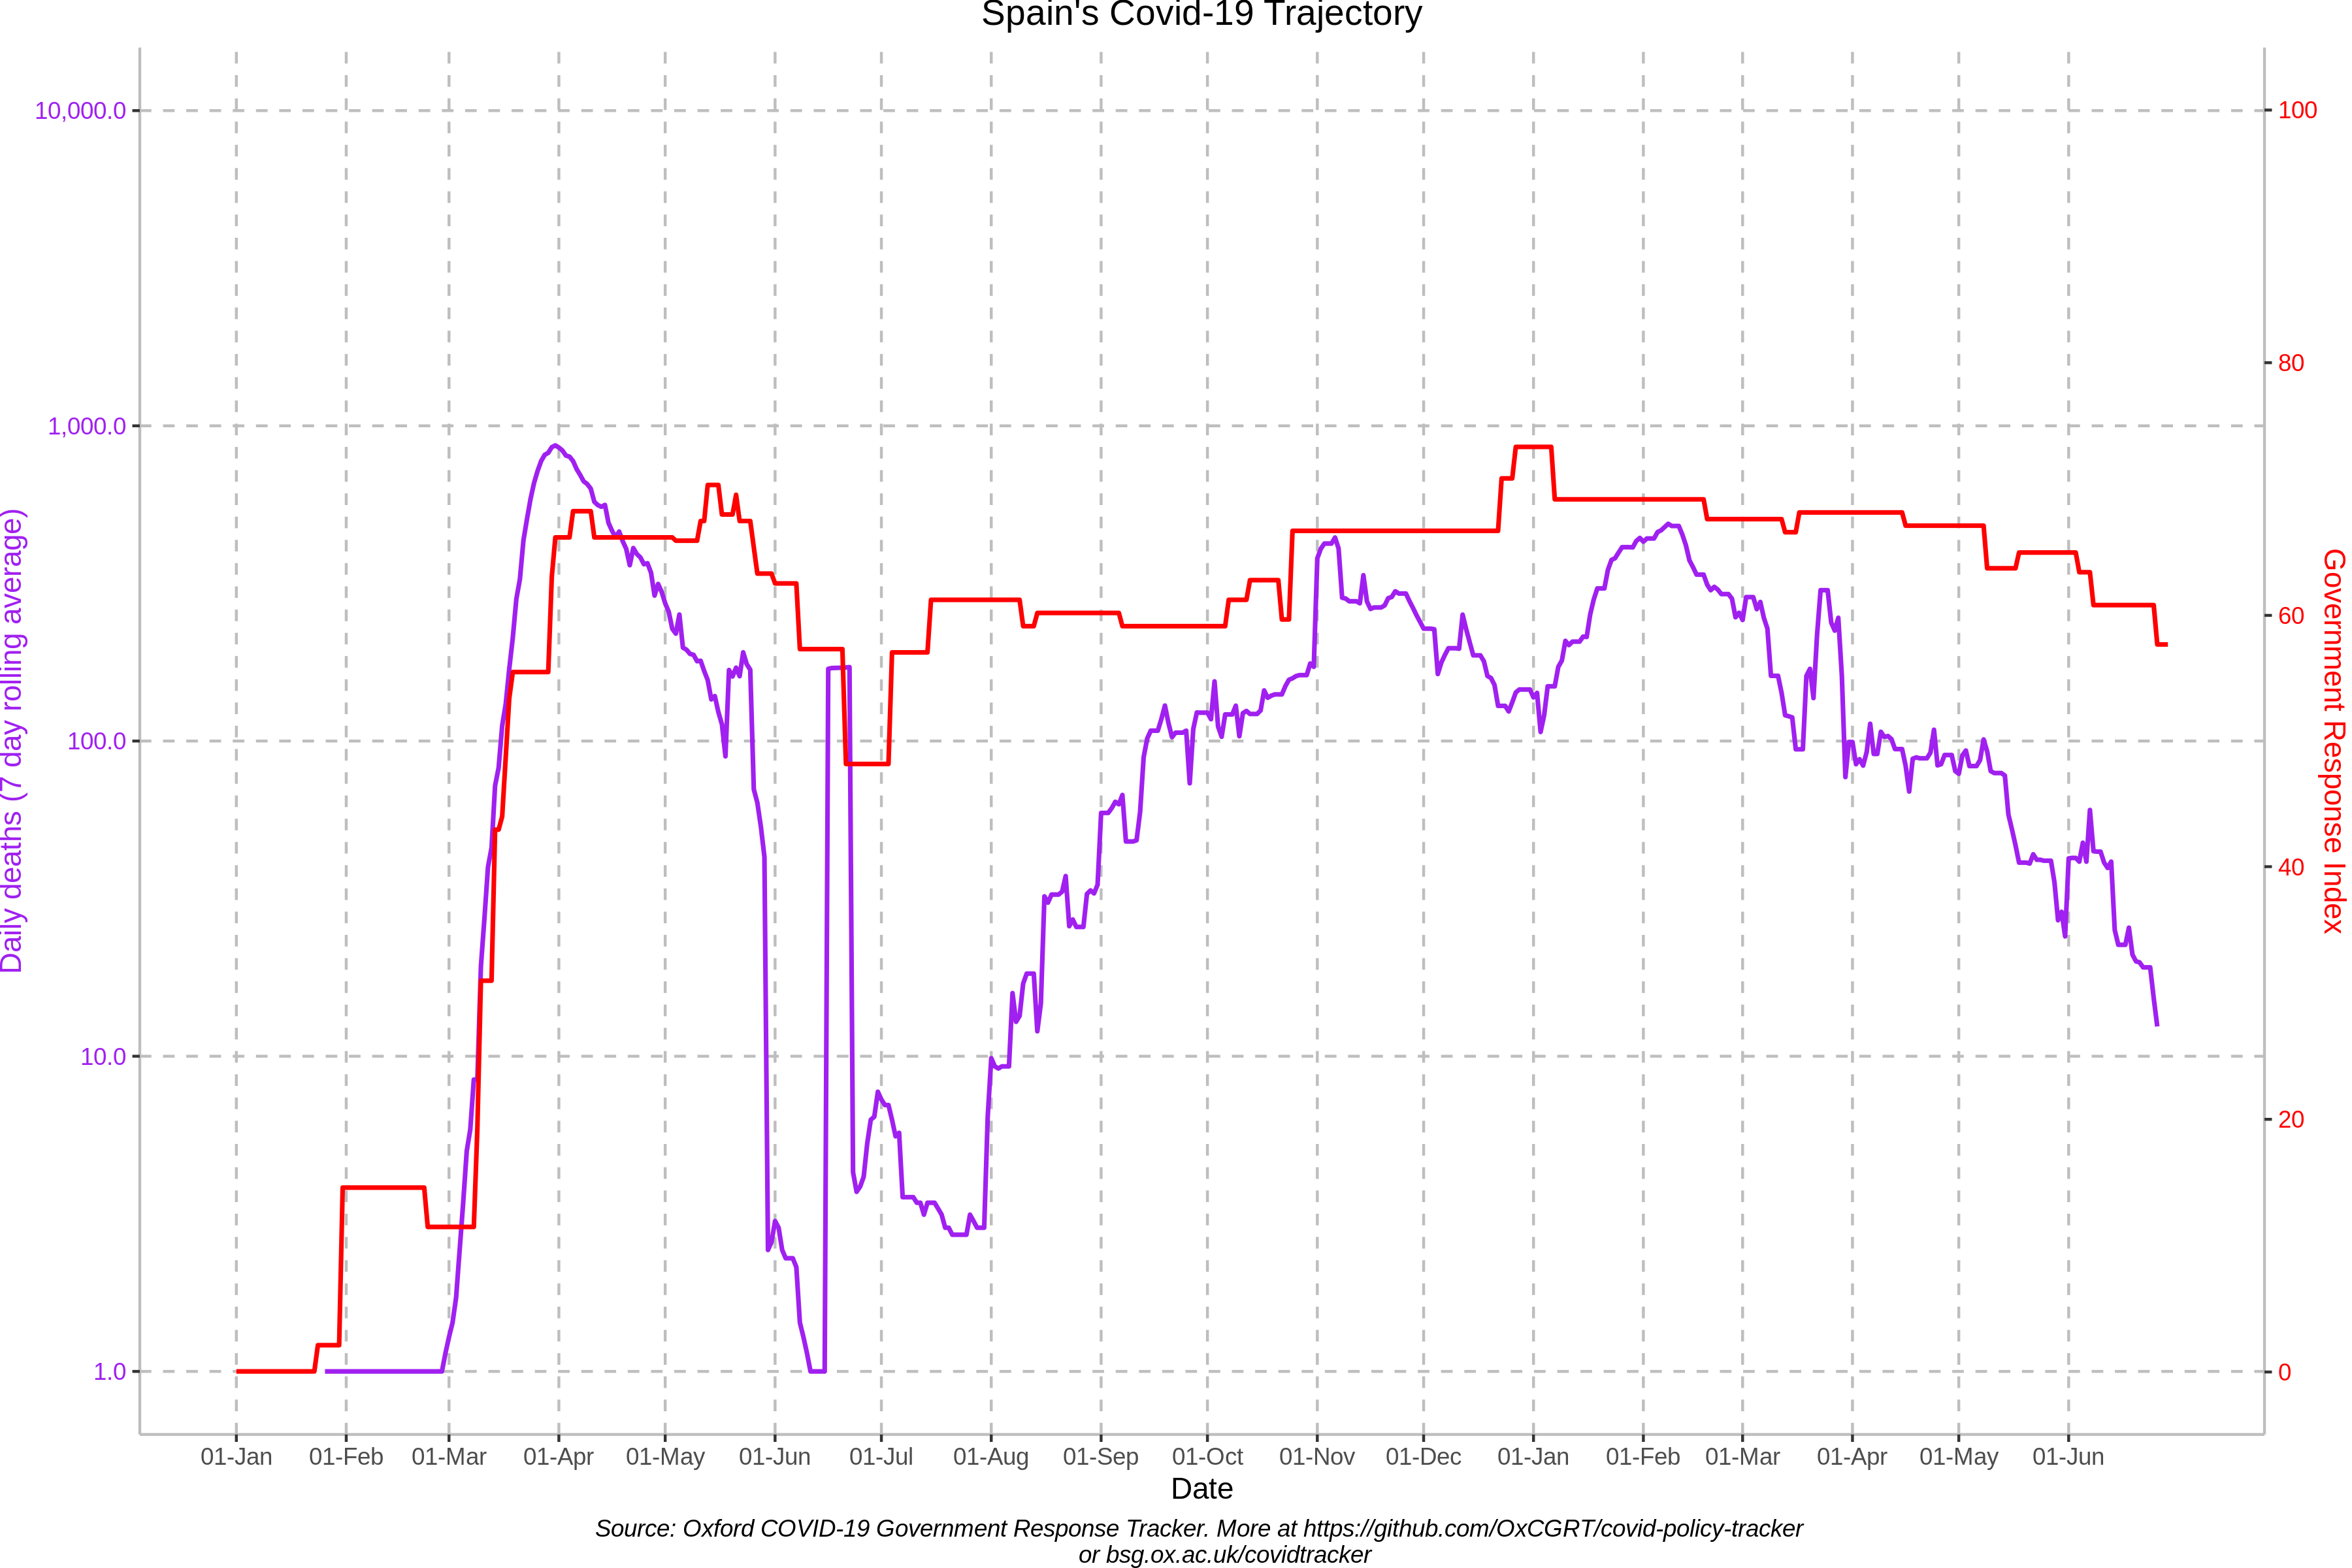 Spain's Covid-19 Trajectory
10,000.0
1,000.0
100.0
10.0
1.0
Daily deaths (7 day rolling average)
100
80
60
40
20
0
Government Response Index
01-Jan 01-Feb 01-Mar 01-Apr 01-May 01-Jun 01-Jul 01-Aug 01-Sep 01-Oct 01-Nov 01-Dec 01-Jan 01-Feb 01-Mar 01-Apr 01-May 01-Jun
Date
Source: Oxford COVID-19 Government Response Tracker. More at https://github.com/OxCGRT/covid-policy-tracker
or bsg.ox.ac.uk/covidtracker